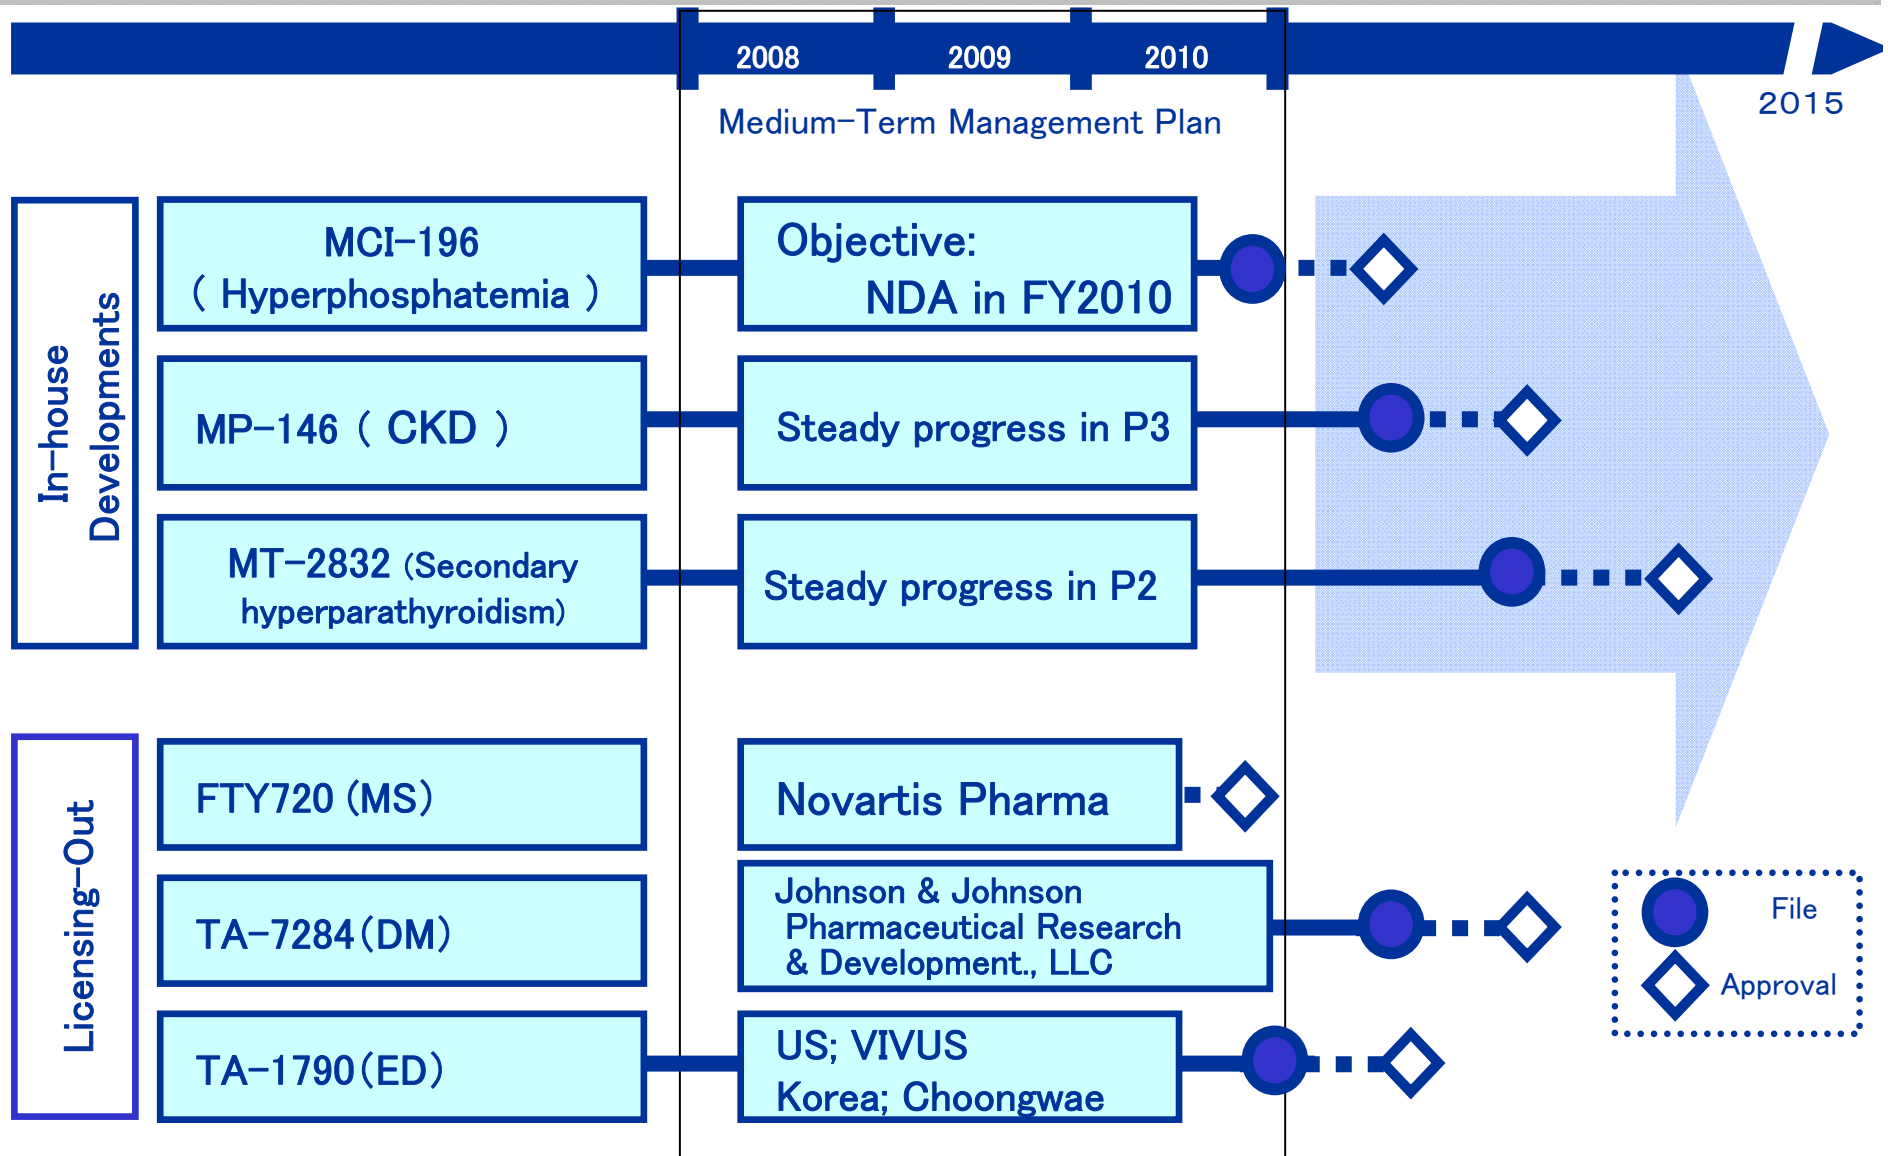 2008 2009 2010
2015
Medium-Term Management Plan
In-house
Developments
MCI-196
( Hyperphosphatemia )
Objective:
NDA in FY2010
MP-146 ( CKD )
Steady progress in P3
MT-2832 (Secondary
hyperparathyroidism)
Steady progress in P2
Licensing-Out
FTY720 (MS)
Novartis Pharma
TA-7284(DM)
Johnson & Johnson
Pharmaceutical Research
& Development., LLC
TA-1790(ED)
US; VIVUS
Korea; Choongwae
File
Approval